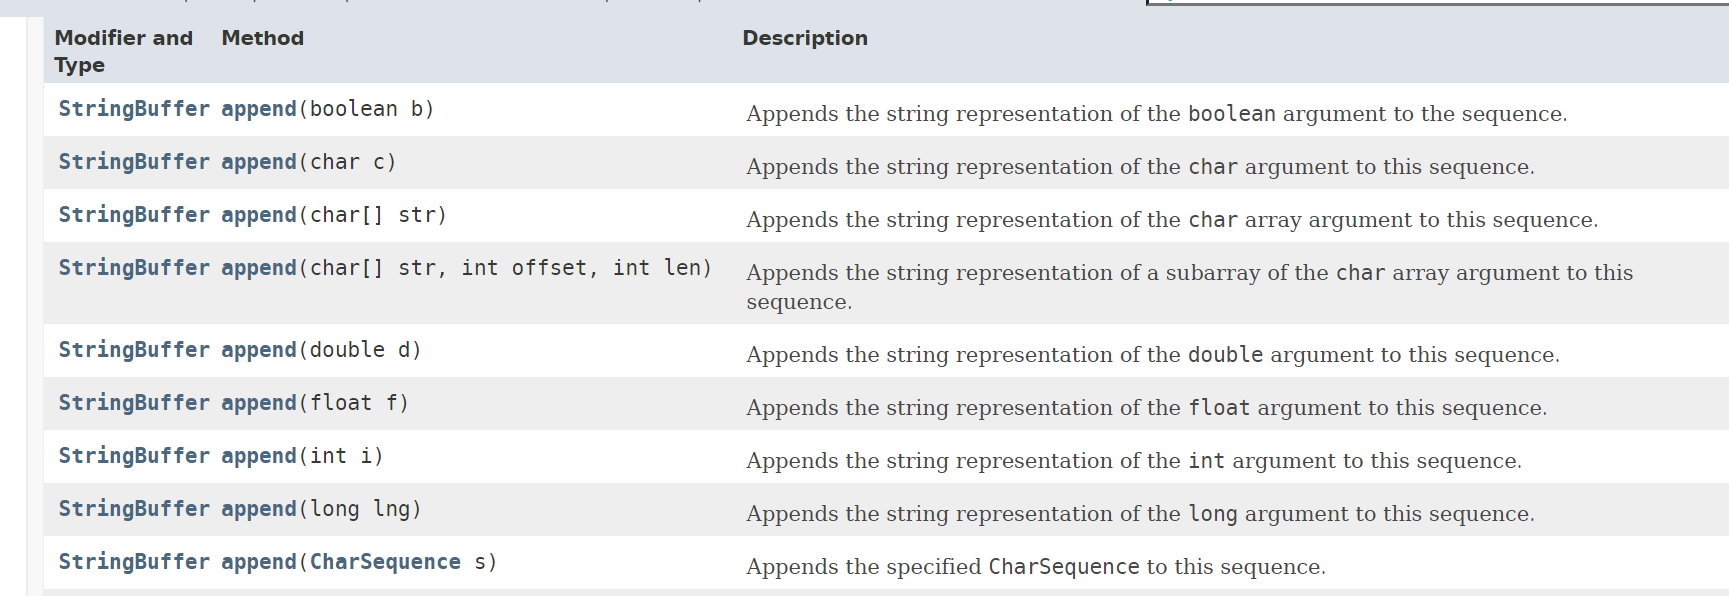 Modifier and Type Method Description
StringBuffer append(boolean b) Appends the string representation of the boolean argument to the sequence.
StringBuffer append(char c) Appends the string representation of the char argument to this sequence.
StringBuffer append(char[] str) Appends the string representation of the char array argument to this sequence.
StringBuffer append(char[] str, int offset, int len) Appends the string representation of a subarray of the char array argument to this
sequence.
StringBuffer append(double d) Appends the string representation of the double argument to this sequence.
StringBuffer append(float f) Appends the string representation of the float argument to this sequence.
StringBuffer append(int i) Appends the string representation of the int argument to this sequence.
StringBuffer append(long lng) Appends the string representation of the long argument to this sequence.
StringBuffer append(CharSequence s) Appends the specified CharSequence to this sequence.